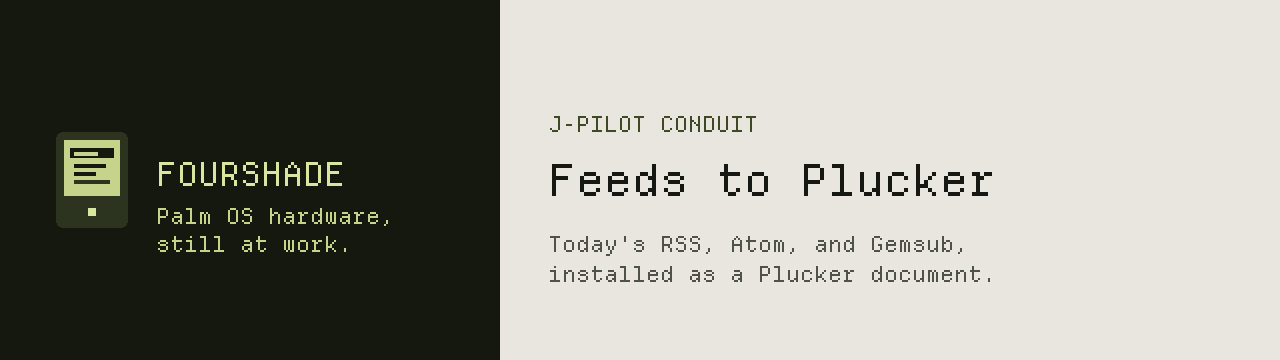 FOURSHADE
Palm OS hardware,
still at work.
J-PILOT CONDUIT
Feeds to Plucker
Today's RSS, Atom, and Gemsub,
installed as a Plucker document.